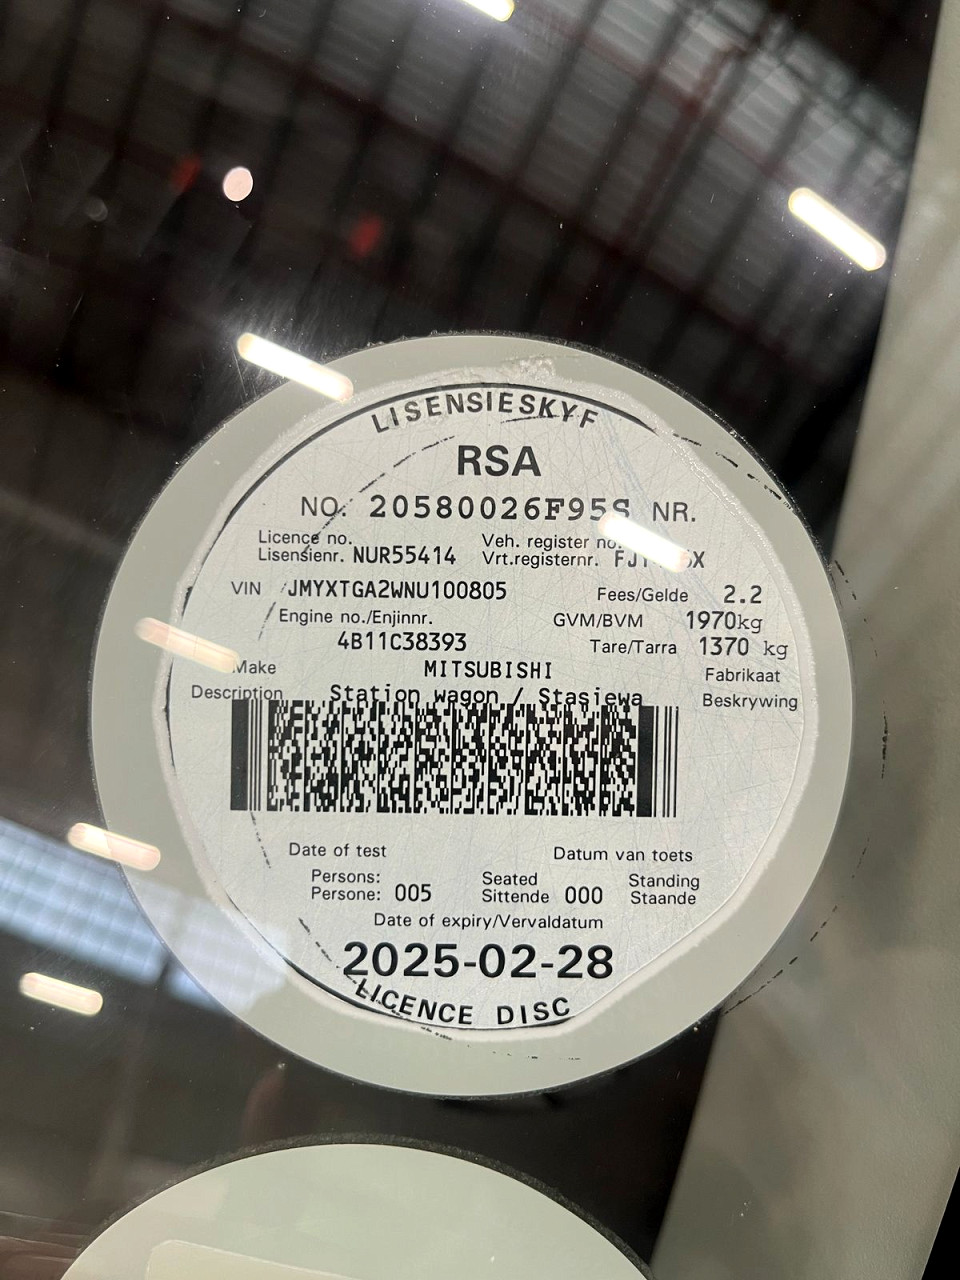 LISENSIESKYF
RSA
NO. 20580026F95S NR.
Licence no. Veh. register no.
Lisensienr. NUR55414 Vrt.registernr.
VIN JMYXTGA2WNU100805 Fees/Gelde 2.2
Engine no./Enjinnr. GVM/BVM 1970kg
4B11C38393 Tare/Tarra 1370 kg
Make MITSUBISHI Fabrikaat
Description Station wagon / Stasiewa Beskrywing
Date of test Datum van toets
Persons: Seated Standing
Persone: 005 Sittende 000 Staande
Date of expiry/Vervaldatum
2025-02-28
LICENCE DISC